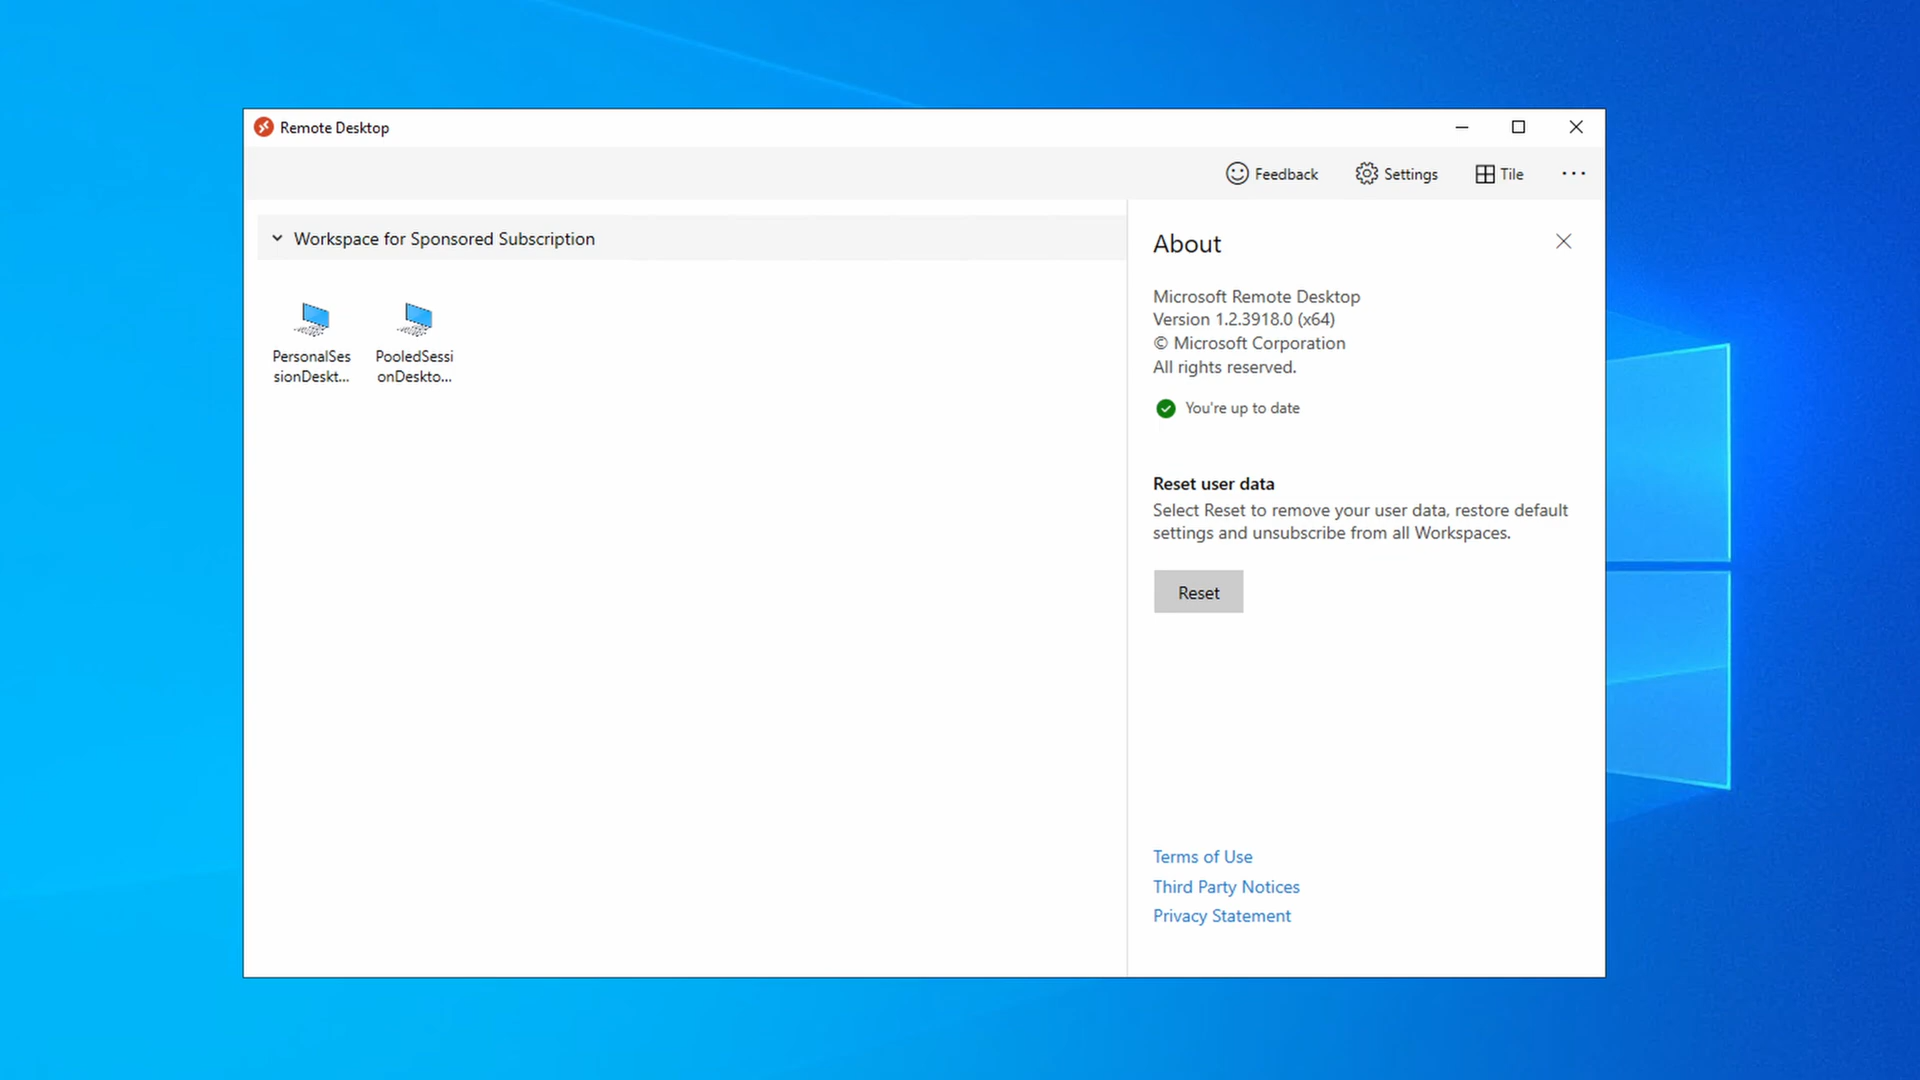 Remote Desktop
Feedback
Settings
Tile
Workspace for Sponsored Subscription
PersonalSes
sionDeskt...
PooledSessi
onDeskto...
About
Microsoft Remote Desktop
Version 1.2.3918.0 (x64)
© Microsoft Corporation
All rights reserved.
You're up to date
Reset user data
Select Reset to remove your user data, restore default
settings and unsubscribe from all Workspaces.
Reset
Terms of Use
Third Party Notices
Privacy Statement